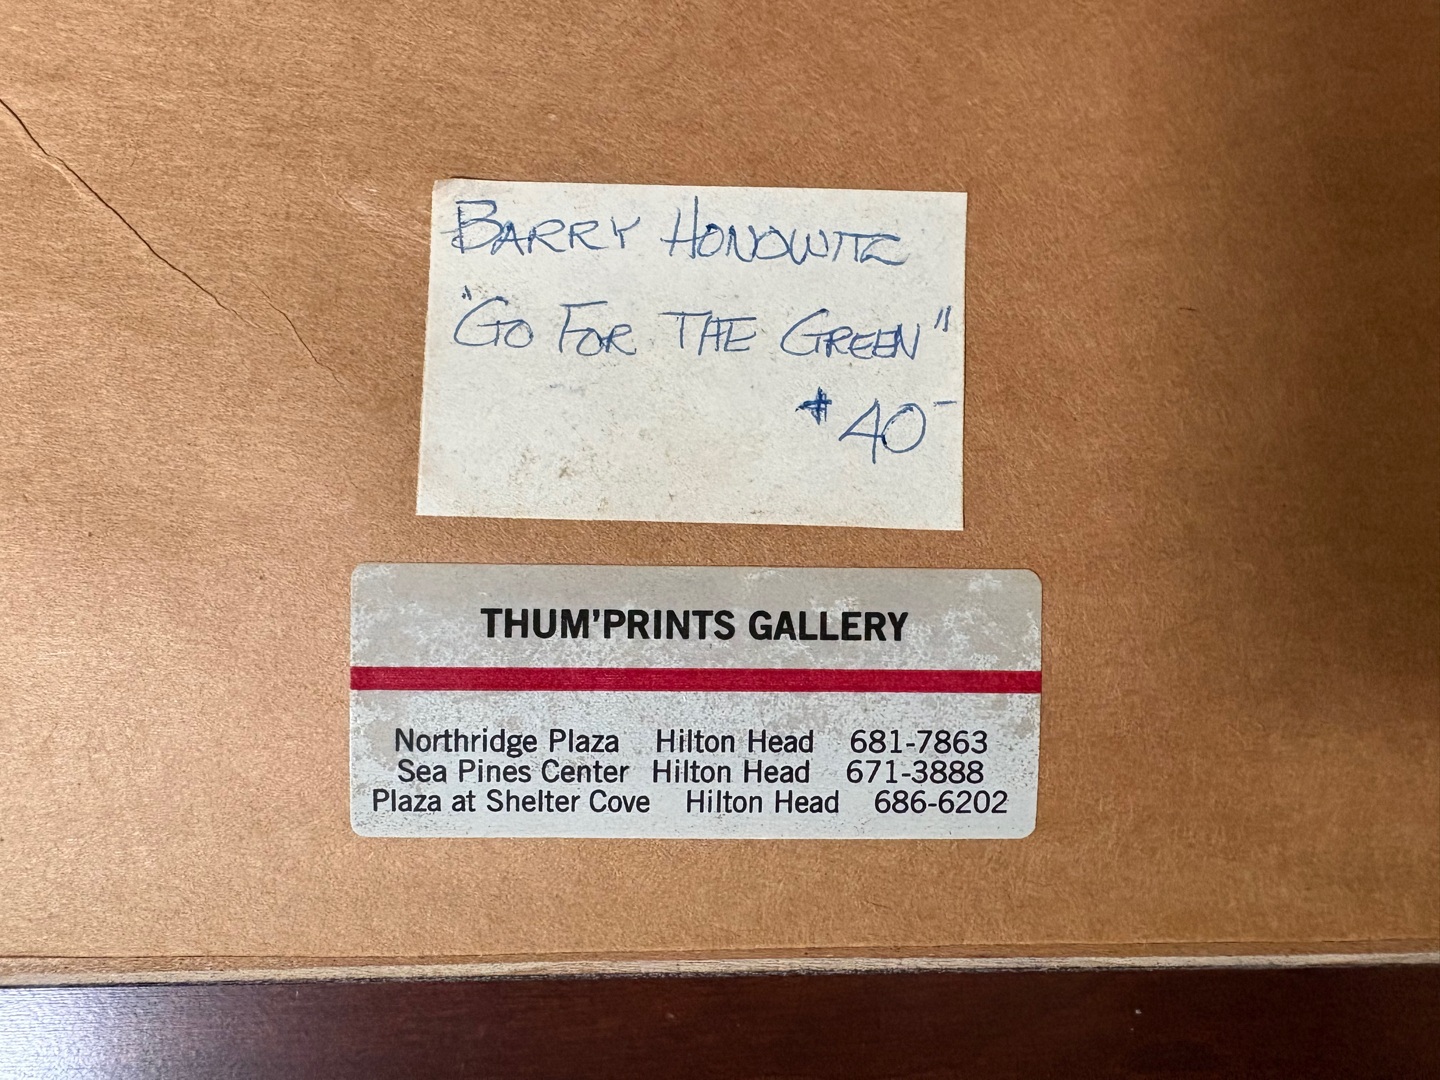 BARRY HONOWITZ
"GO FOR THE GREEN"
$40-
THUM'PRINTS GALLERY
Northridge Plaza Hilton Head 681-7863
Sea Pines Center Hilton Head 671-3888
Plaza at Shelter Cove Hilton Head 686-6202